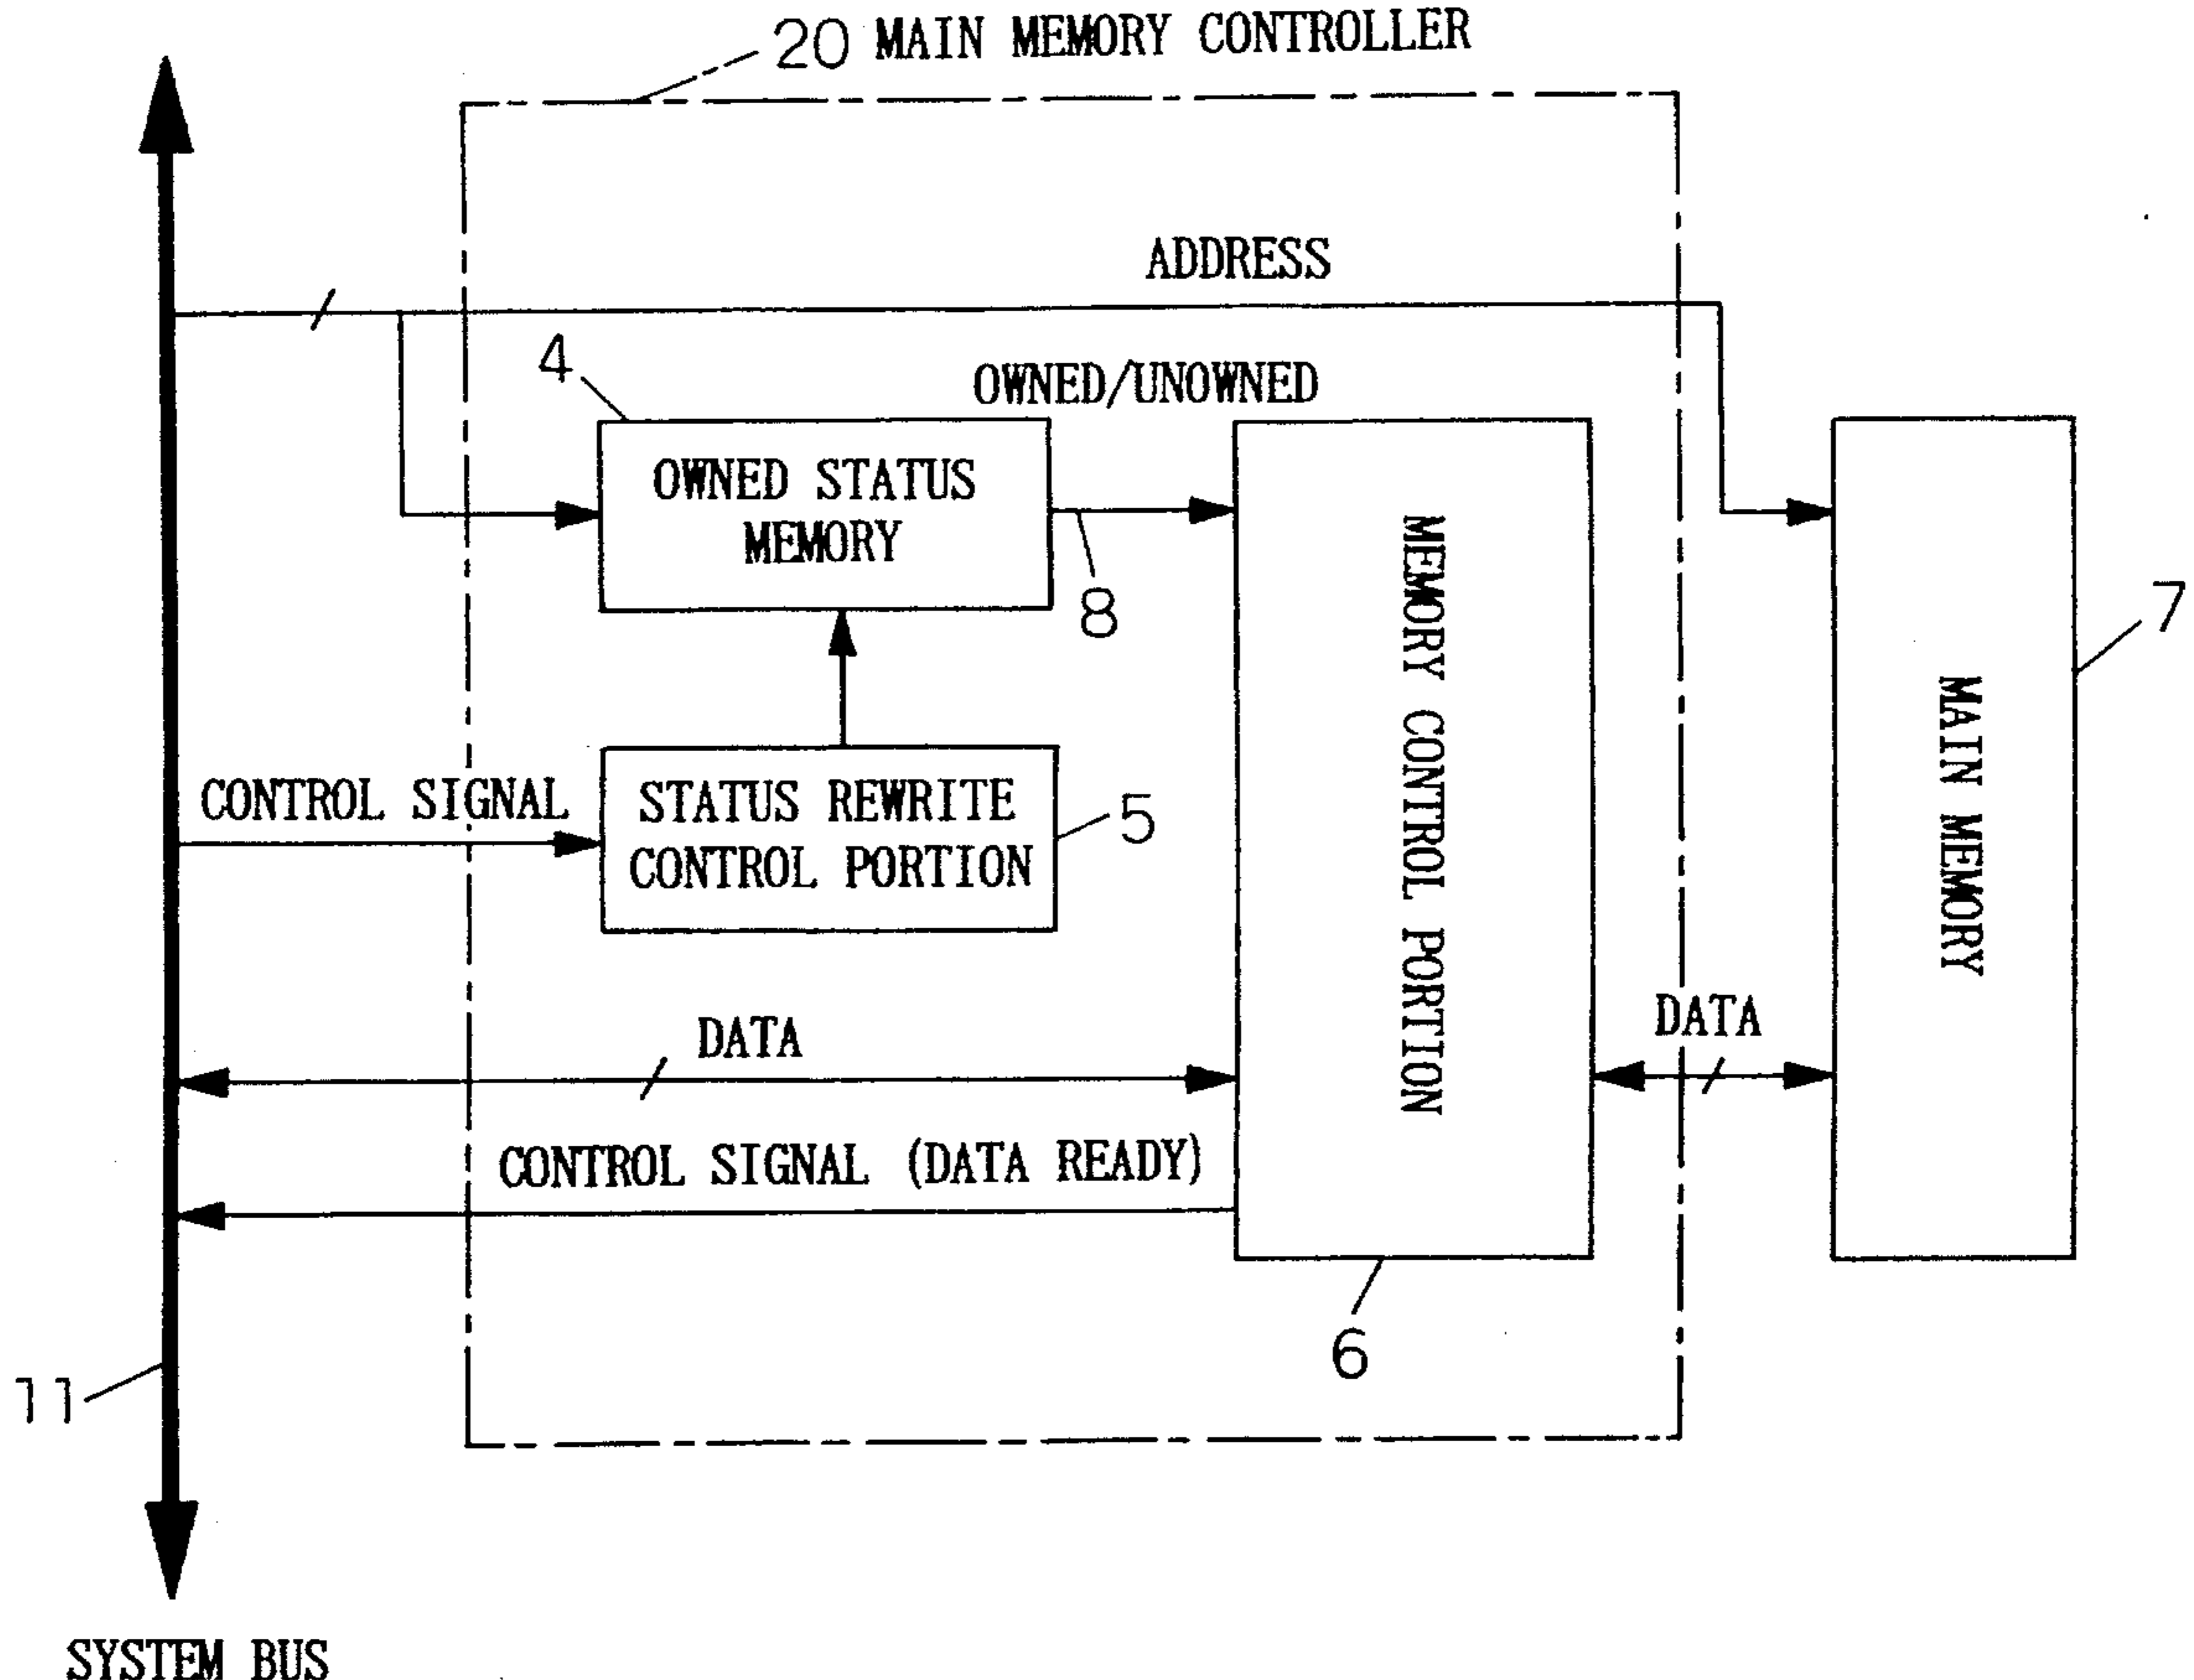 20 MAIN MEMORY CONTROLLER
ADDRESS
4
OWNED/UNOWNED
OWNED STATUS
MEMORY
8
MEMORY CONTROL PORTION
7
MAIN MEMORY
CONTROL SIGNAL
STATUS REWRITE
CONTROL PORTION
5
DATA
DATA
CONTROL SIGNAL (DATA READY)
6
11
SYSTEM BUS